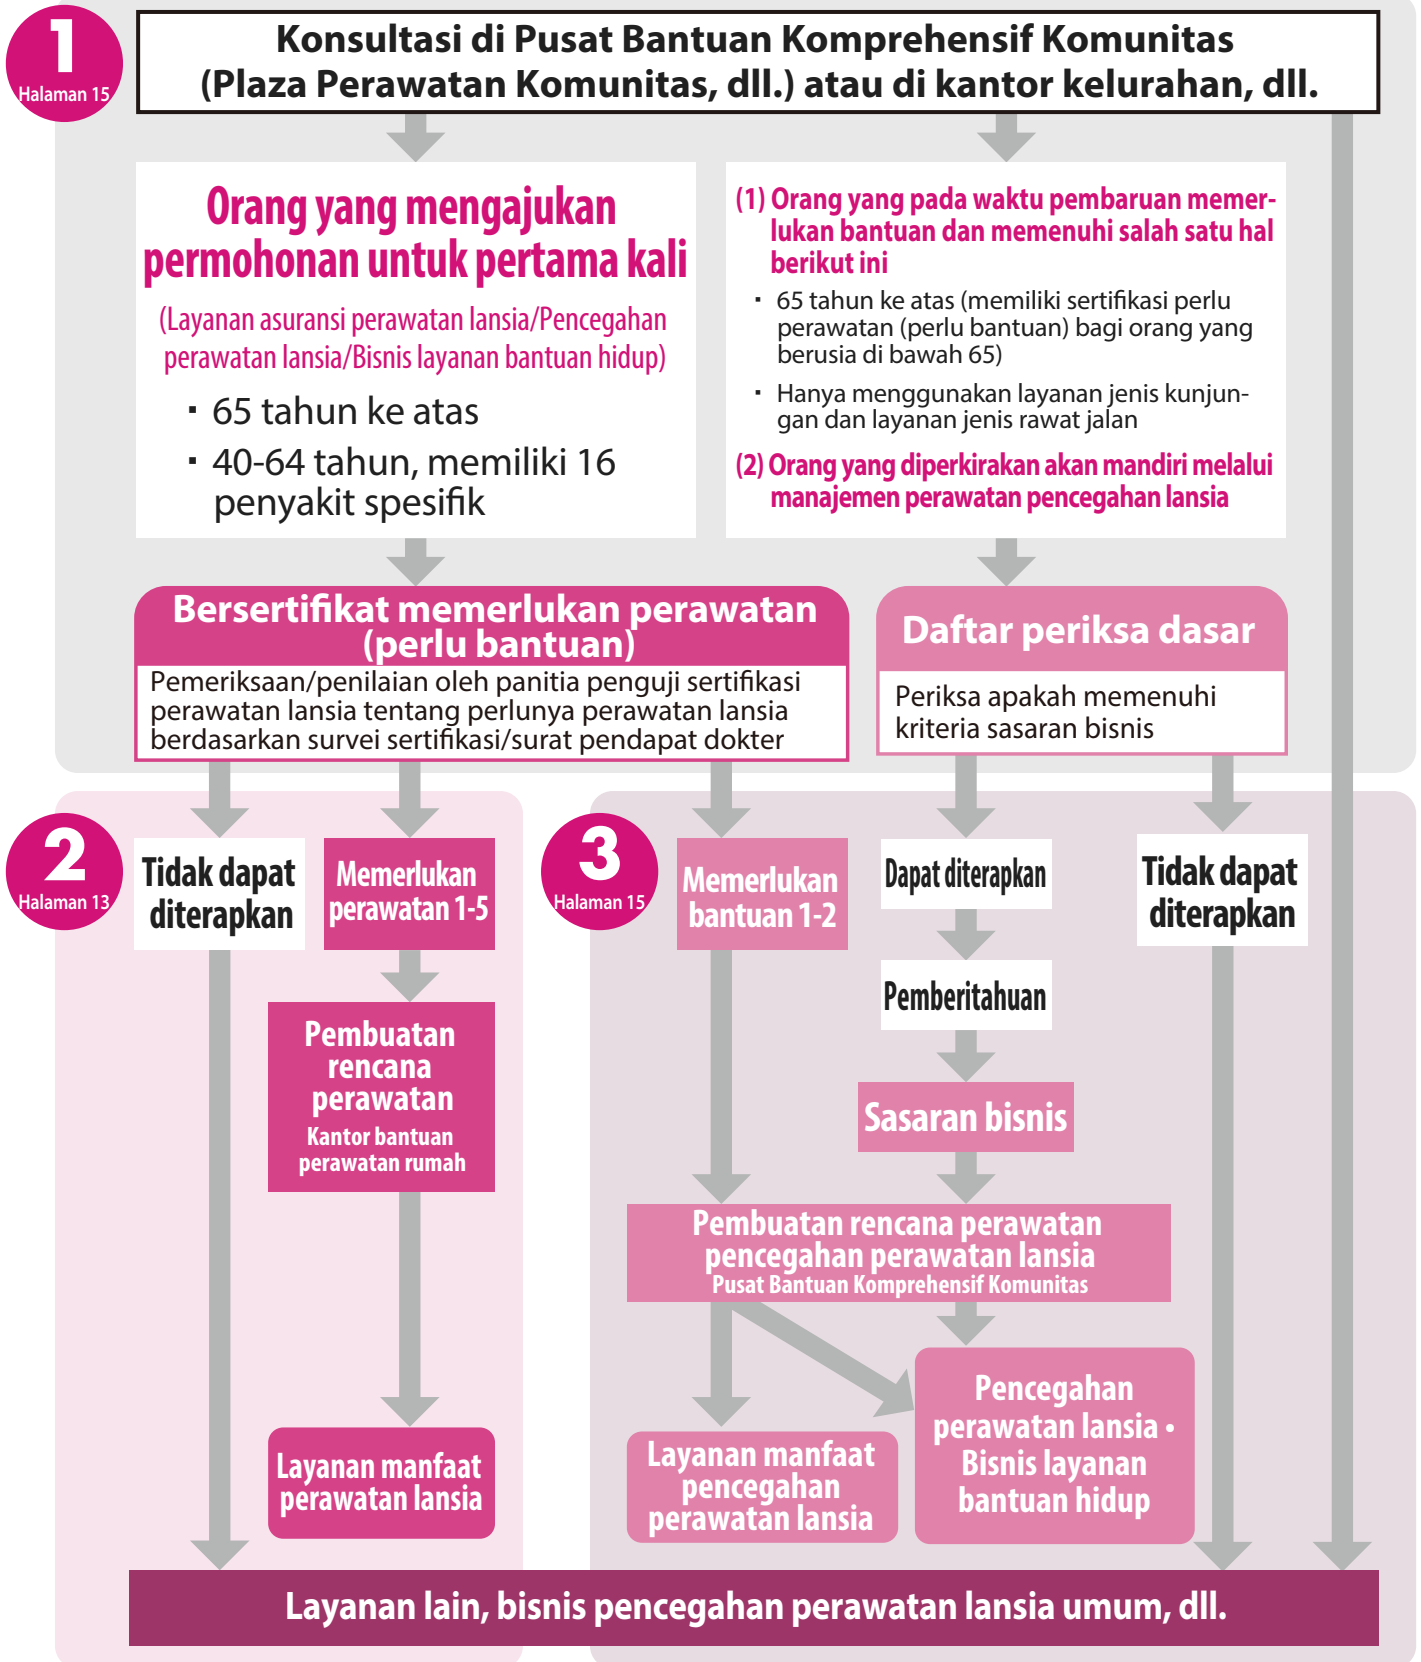 1
Halaman 15
Konsultasi di Pusat Bantuan Komprehensif Komunitas
(Plaza Perawatan Komunitas, dll.) atau di kantor kelurahan, dll.
Orang yang mengajukan
permohonan untuk pertama kali
(Layanan asuransi perawatan lansia/Pencegahan
perawatan lansia/Bisnis layanan bantuan hidup)
・65 tahun ke atas
・40-64 tahun, memiliki 16
penyakit spesifik
(1) Orang yang pada waktu pembaruan memer-
lukan bantuan dan memenuhi salah satu hal
berikut ini
・65 tahun ke atas (memiliki sertifikasi perlu
perawatan (perlu bantuan) bagi orang yang
berusia di bawah 65)
・Hanya menggunakan layanan jenis kunjun-
gan dan layanan jenis rawat jalan
(2) Orang yang diperkirakan akan mandiri melalui
manajemen perawatan pencegahan lansia
Bersertifikat memerlukan perawatan
(perlu bantuan)
Pemeriksaan/penilaian oleh panitia penguji sertifikasi
perawatan lansia tentang perlunya perawatan lansia
berdasarkan survei sertifikasi/surat pendapat dokter
Daftar periksa dasar
Periksa apakah memenuhi
kriteria sasaran bisnis
2
Halaman 13
Tidak dapat
diterapkan
Memerlukan
perawatan 1-5
Pembuatan
rencana
perawatan
Kantor bantuan
perawatan rumah
Layanan manfaat
perawatan lansia
3
Halaman 15
Memerlukan
bantuan 1-2
Dapat diterapkan
Pemberitahuan
Sasaran bisnis
Tidak dapat
diterapkan
Pembuatan rencana perawatan
pencegahan perawatan lansia
Pusat Bantuan Komprehensif Komunitas
Layanan manfaat
pencegahan
perawatan lansia
Pencegahan
perawatan lansia •
Bisnis layanan
bantuan hidup
Layanan lain, bisnis pencegahan perawatan lansia umum, dll.